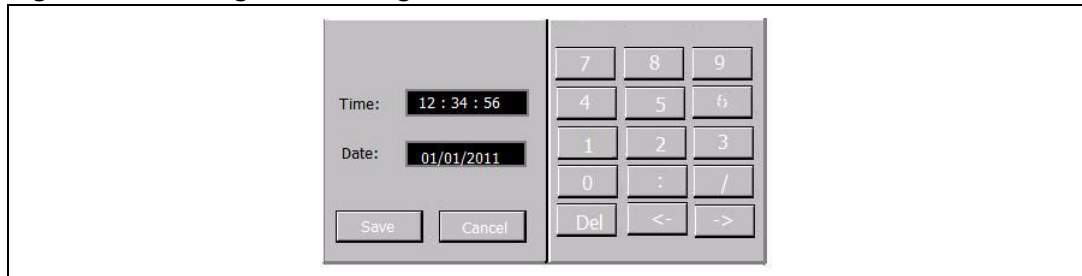 7 8 9
Time: 12 : 34 : 56
4 5 6
Date: 01/01/2011
1 2 3
0 : /
Save Cancel
Del <- ->